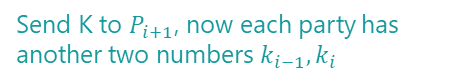 Send K to $P_{i+1}$, now each party has
another two numbers $k_{i-1}, k_i$